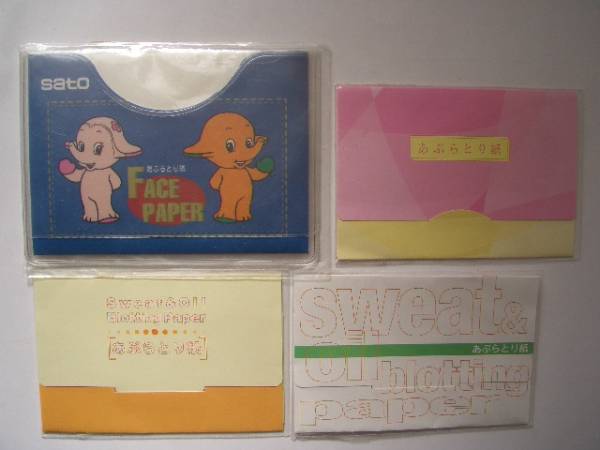 sato
あぶらとり紙
FACE
PAPER
あぶらとり紙
Sweat & Oil
Blotting paper
あぶらとり紙
sweat &
oil
あぶらとり紙
blotting
paper